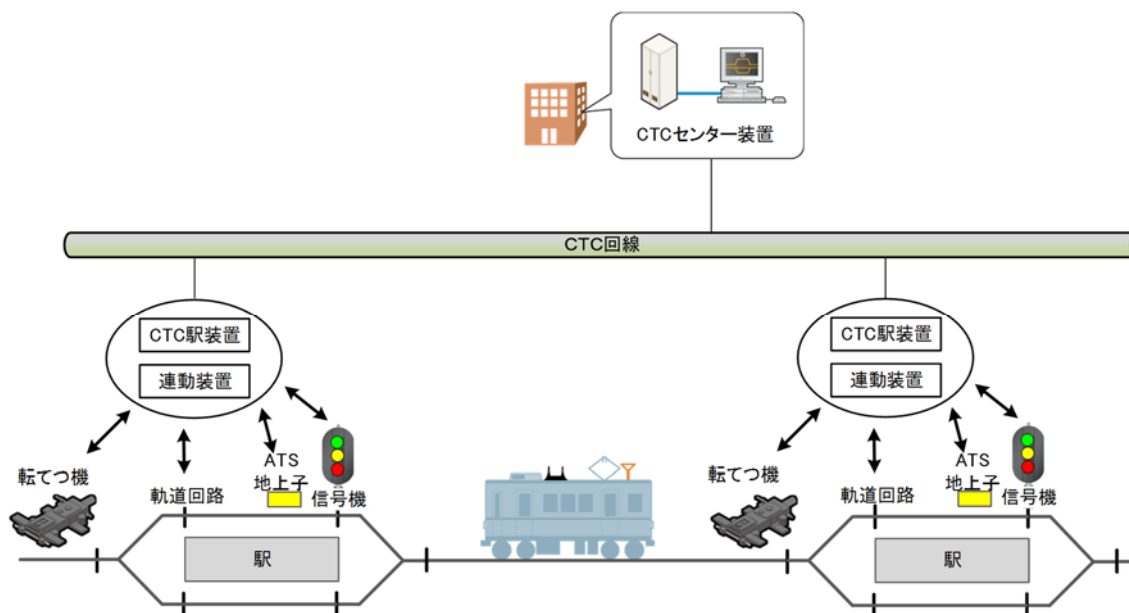 CTCセンター装置
CTC回線
CTC駅装置
連動装置
転てつ機
軌道回路
ATS
地上子
信号機
駅
CTC駅装置
連動装置
転てつ機
軌道回路
ATS
地上子
信号機
駅